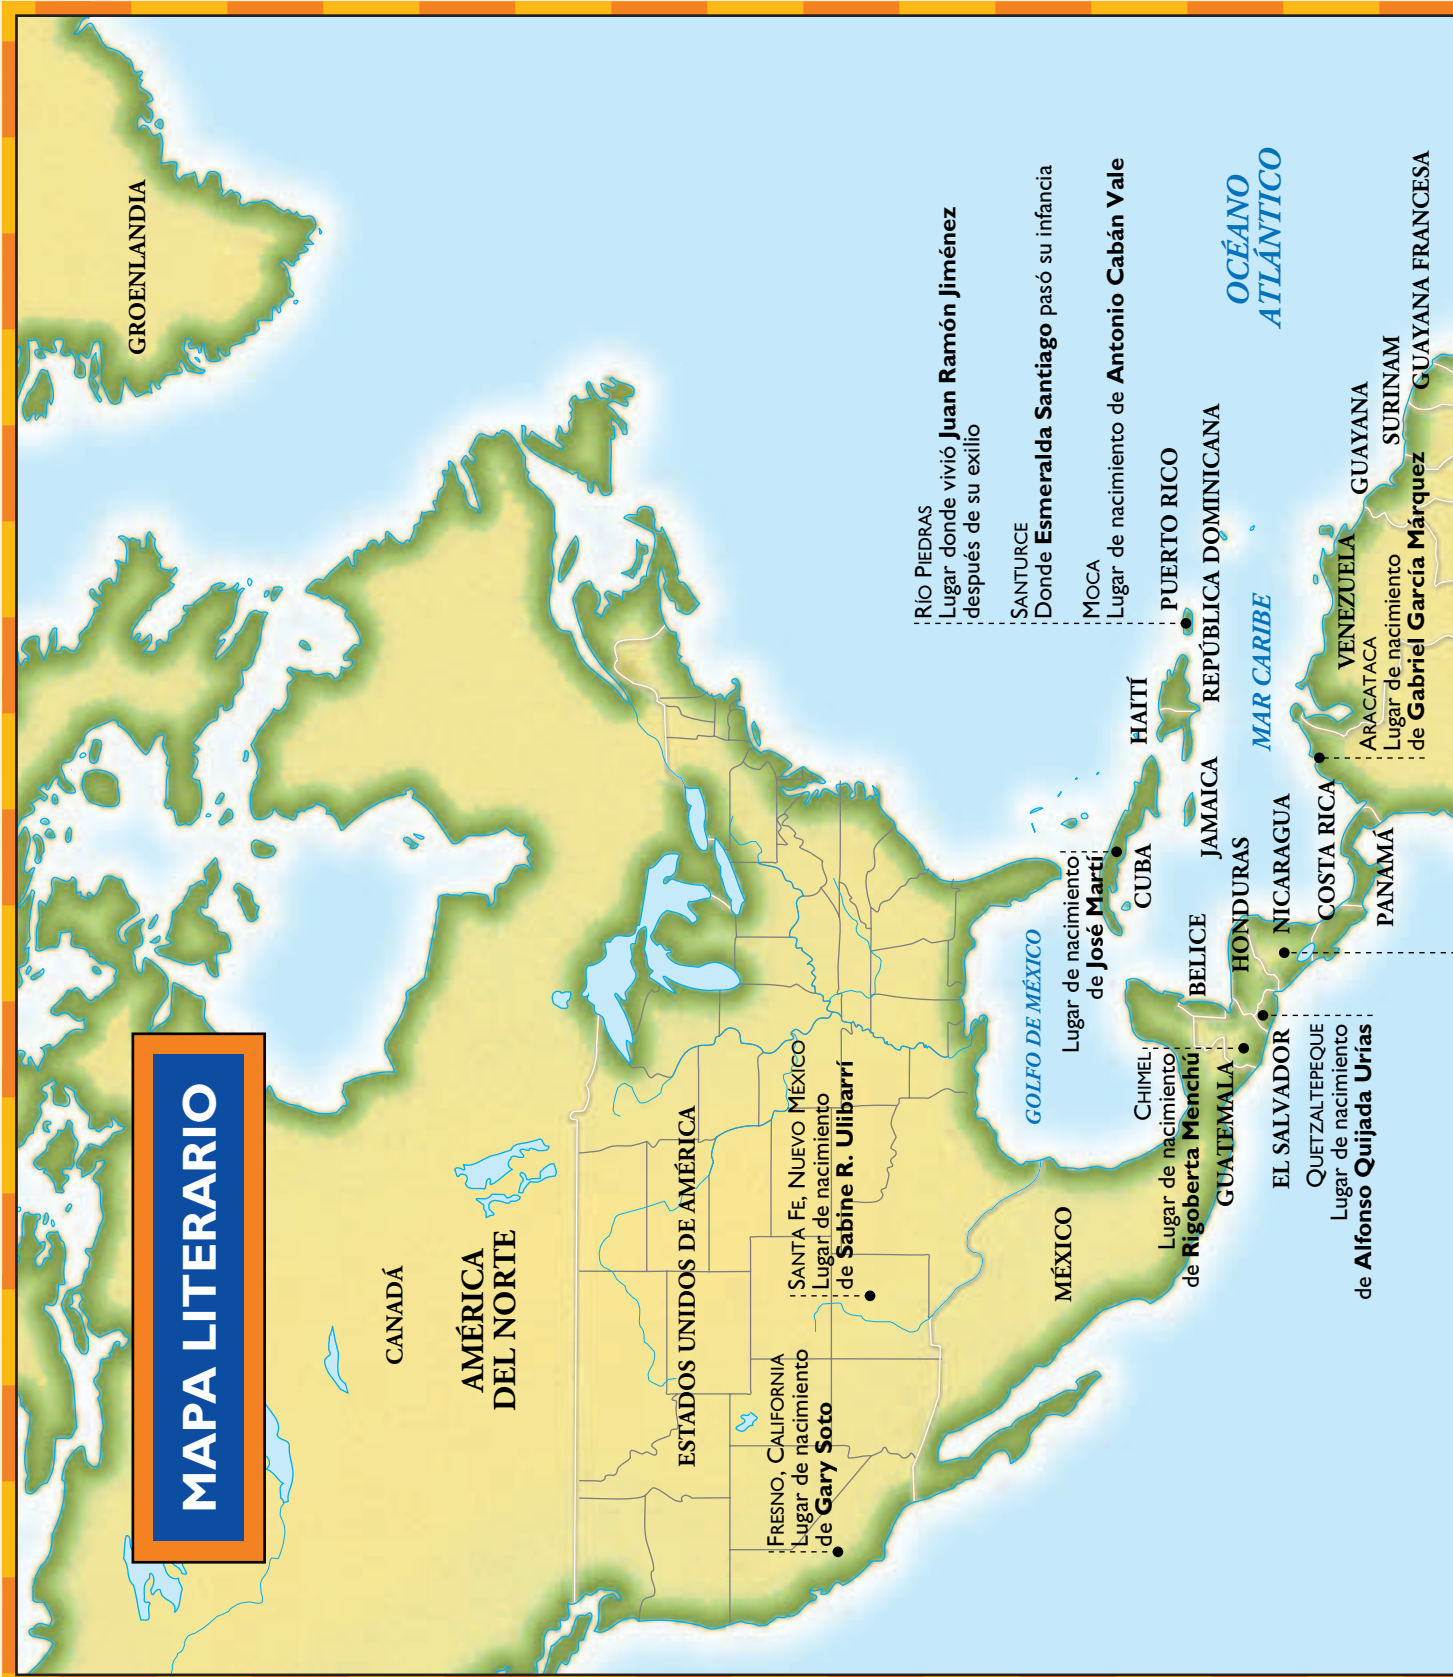 MAPA LITERARIO
GROENLANDIA
CANADÁ
AMÉRICA
DEL NORTE
ESTADOS UNIDOS DE AMÉRICA
FRESNO, CALIFORNIA
Lugar de nacimiento
de Gary Soto
SANTA FE, NUEVO MÉXICO
Lugar de nacimiento
de Sabine R. Ulibarrí
RÍO PIEDRAS
Lugar donde vivió Juan Ramón Jiménez
después de su exilio
SANTURCE
Donde Esmeralda Santiago pasó su infancia
MOCA
Lugar de nacimiento de Antonio Cabán Vale
GOLFO DE MÉXICO
MÉXICO
Lugar de nacimiento
de José Martí
CUBA
HAITÍ
PUERTO RICO
REPÚBLICA DOMINICANA
JAMAICA
OCÉANO
ATLÁNTICO
MAR CARIBE
CHIMEL
Lugar de nacimiento
de Rigoberta Menchú
GUATEMALA
BELICE
HONDURAS
EL SALVADOR
QUETZALTEPEQUE
Lugar de nacimiento
de Alfonso Quijada Urías
NICARAGUA
COSTA RICA
PANAMÁ
VENEZUELA
ARACATACA
Lugar de nacimiento
de Gabriel García Márquez
GUAYANA
SURINAM
GUAYANA FRANCESA